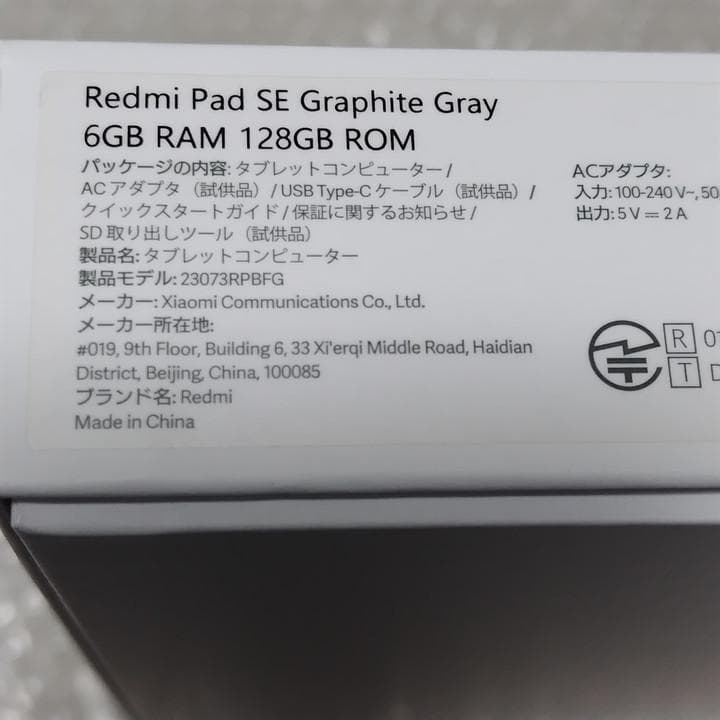 Redmi Pad SE Graphite Gray
6GB RAM 128GB ROM
パッケージの内容: タブレットコンピューター /
AC アダプタ（試供品）/ USB Type-C ケーブル（試供品）/
クイックスタートガイド / 保証に関するお知らせ /
SD 取り出しツール（試供品）
製品名: タブレットコンピューター
製品モデル: 23073RPBFG
メーカー: Xiaomi Communications Co., Ltd.
メーカー所在地:
#019, 9th Floor, Building 6, 33 Xi'erqi Middle Road, Haidian
District, Beijing, China, 100085
ブランド名: Redmi
Made in China
ACアダプタ:
入力: 100-240 V~, 50
出力: 5 V ⎓ 2 A
R
T